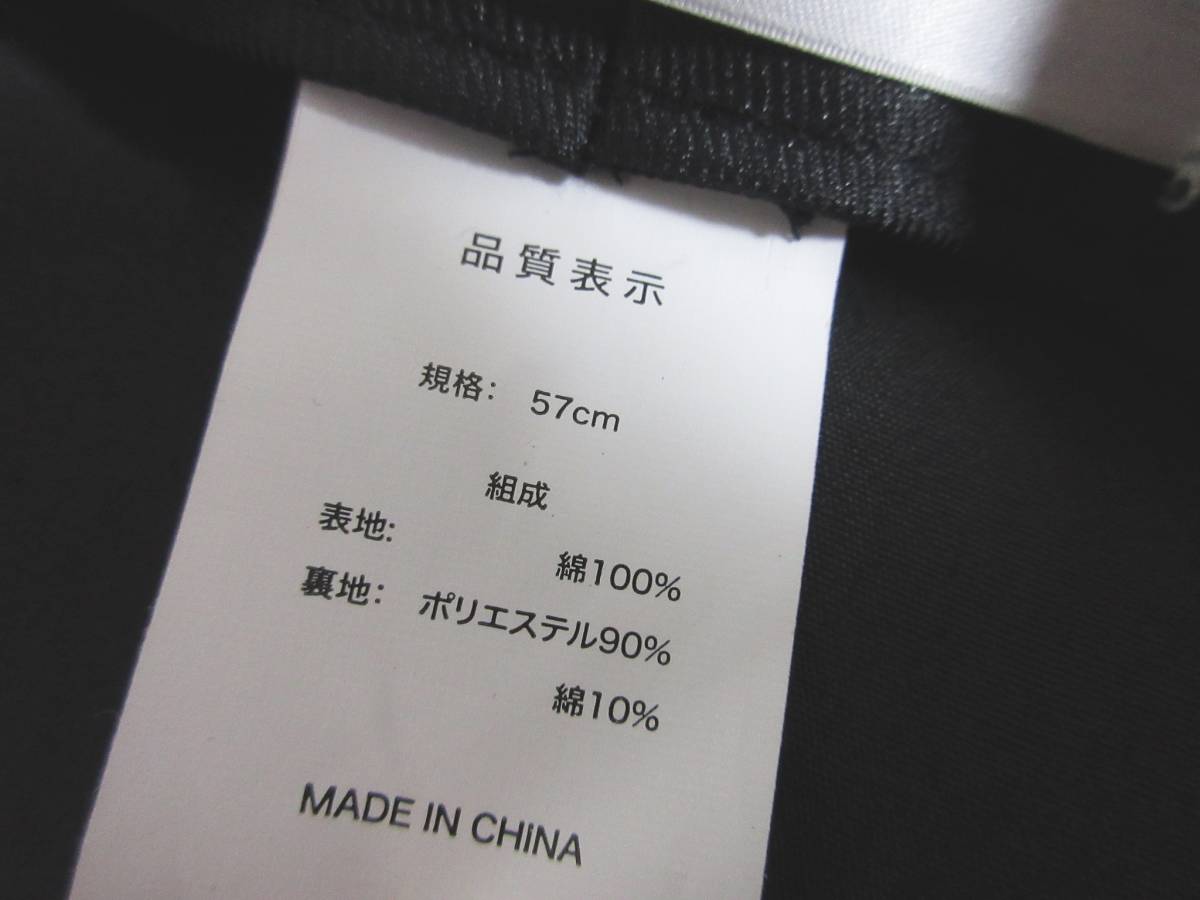 品質表示
規格： 57cm
組成
表地:
綿100%
裏地： ポリエステル90%
綿10%
MADE IN CHiNA